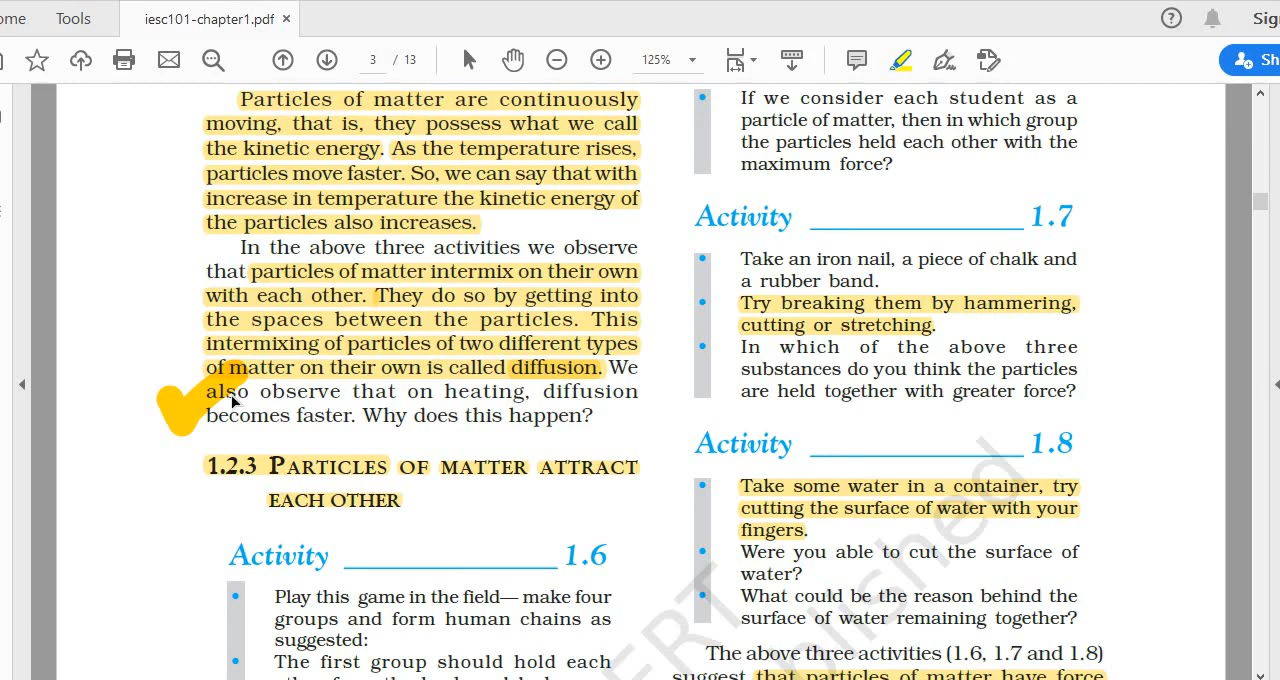 ome
Tools
iesc101-chapter1.pdf ×
?
Sig
3 / 13
125%
Sh
Particles of matter are continuously
moving, that is, they possess what we call
the kinetic energy. As the temperature rises,
particles move faster. So, we can say that with
increase in temperature the kinetic energy of
the particles also increases.
In the above three activities we observe
that particles of matter intermix on their own
with each other. They do so by getting into
the spaces between the particles. This
intermixing of particles of two different types
of matter on their own is called diffusion. We
also observe that on heating, diffusion
becomes faster. Why does this happen?
1.2.3 PARTICLES OF MATTER ATTRACT
EACH OTHER
Activity ______________ 1.6
Play this game in the field— make four
groups and form human chains as
suggested:
• The first group should hold each
• If we consider each student as a
particle of matter, then in which group
the particles held each other with the
maximum force?
Activity ______________ 1.7
• Take an iron nail, a piece of chalk and
a rubber band.
• Try breaking them by hammering,
cutting or stretching.
• In which of the above three
substances do you think the particles
are held together with greater force?
Activity ______________ 1.8
• Take some water in a container, try
cutting the surface of water with your
fingers.
• Were you able to cut the surface of
water?
• What could be the reason behind the
surface of water remaining together?
The above three activities (1.6, 1.7 and 1.8)
suggest that particles of matter have force
ERT
blished